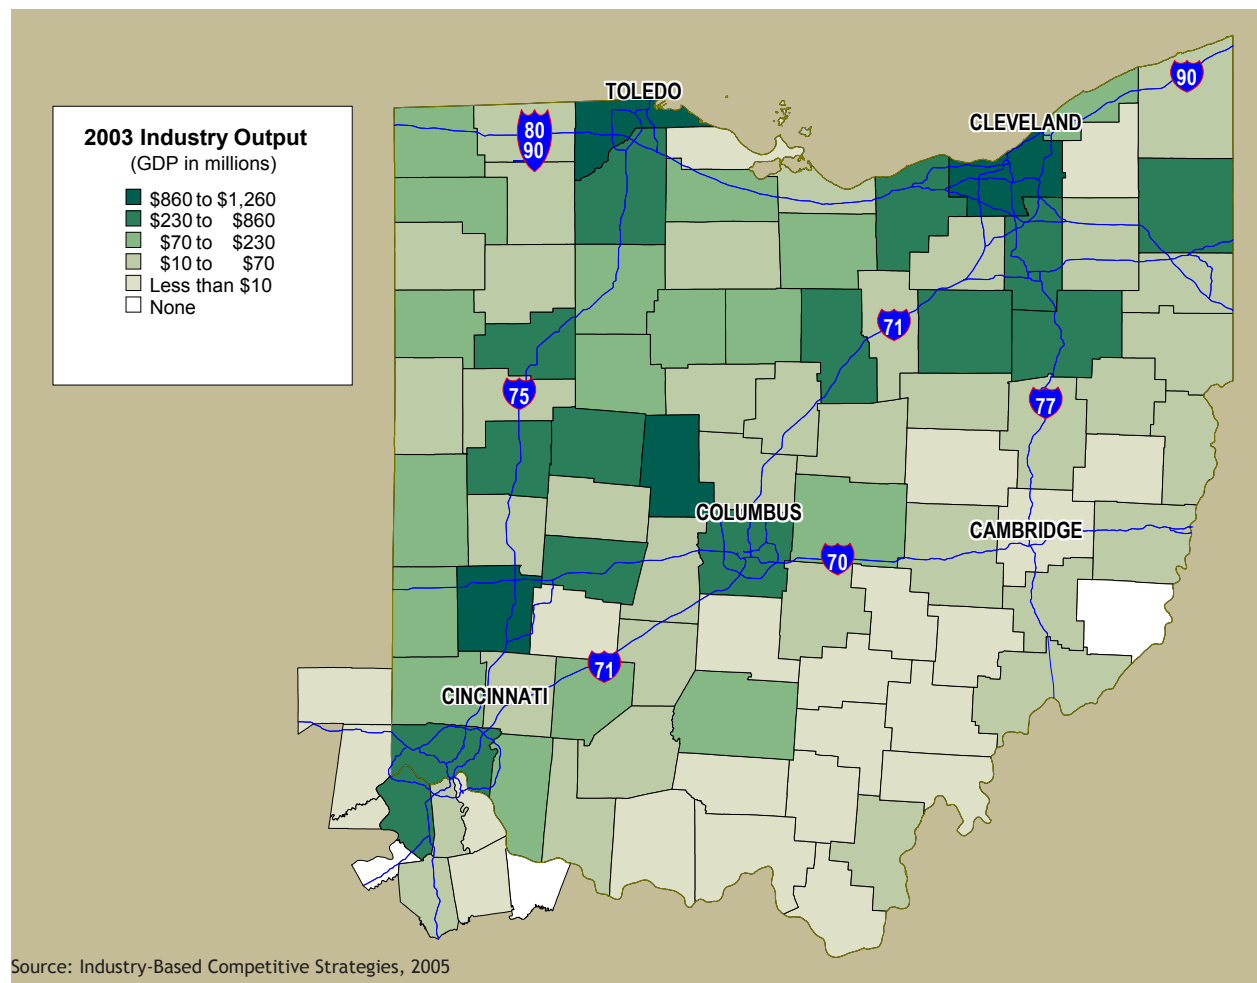 TOLEDO
90
CLEVELAND
80
90
2003 Industry Output
(GDP in millions)
$860 to $1,260
$230 to $860
$70 to $230
$10 to $70
Less than $10
None
71
75
77
COLUMBUS
CAMBRIDGE
70
71
CINCINNATI
Source: Industry-Based Competitive Strategies, 2005